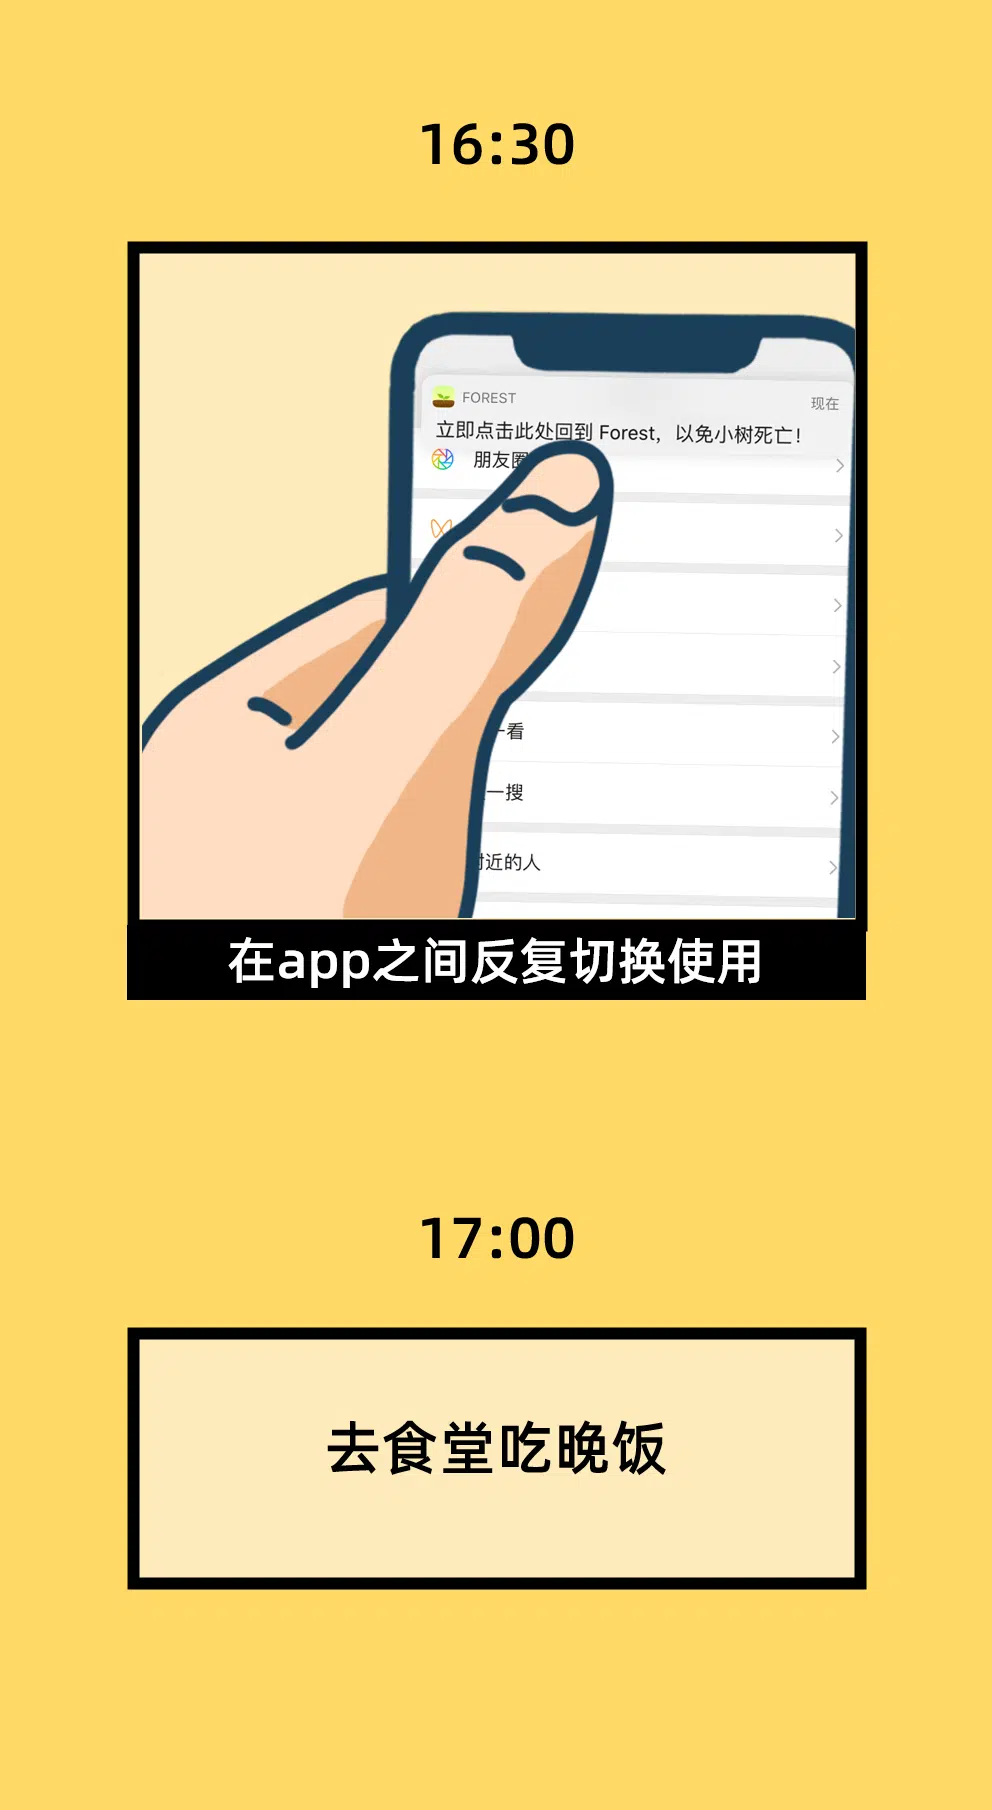 16:30
FOREST
现在
立即点击此处回到 Forest，以免小树死亡！
朋友圈
一看
一搜
附近的人
在app之间反复切换使用
17:00
去食堂吃晚饭